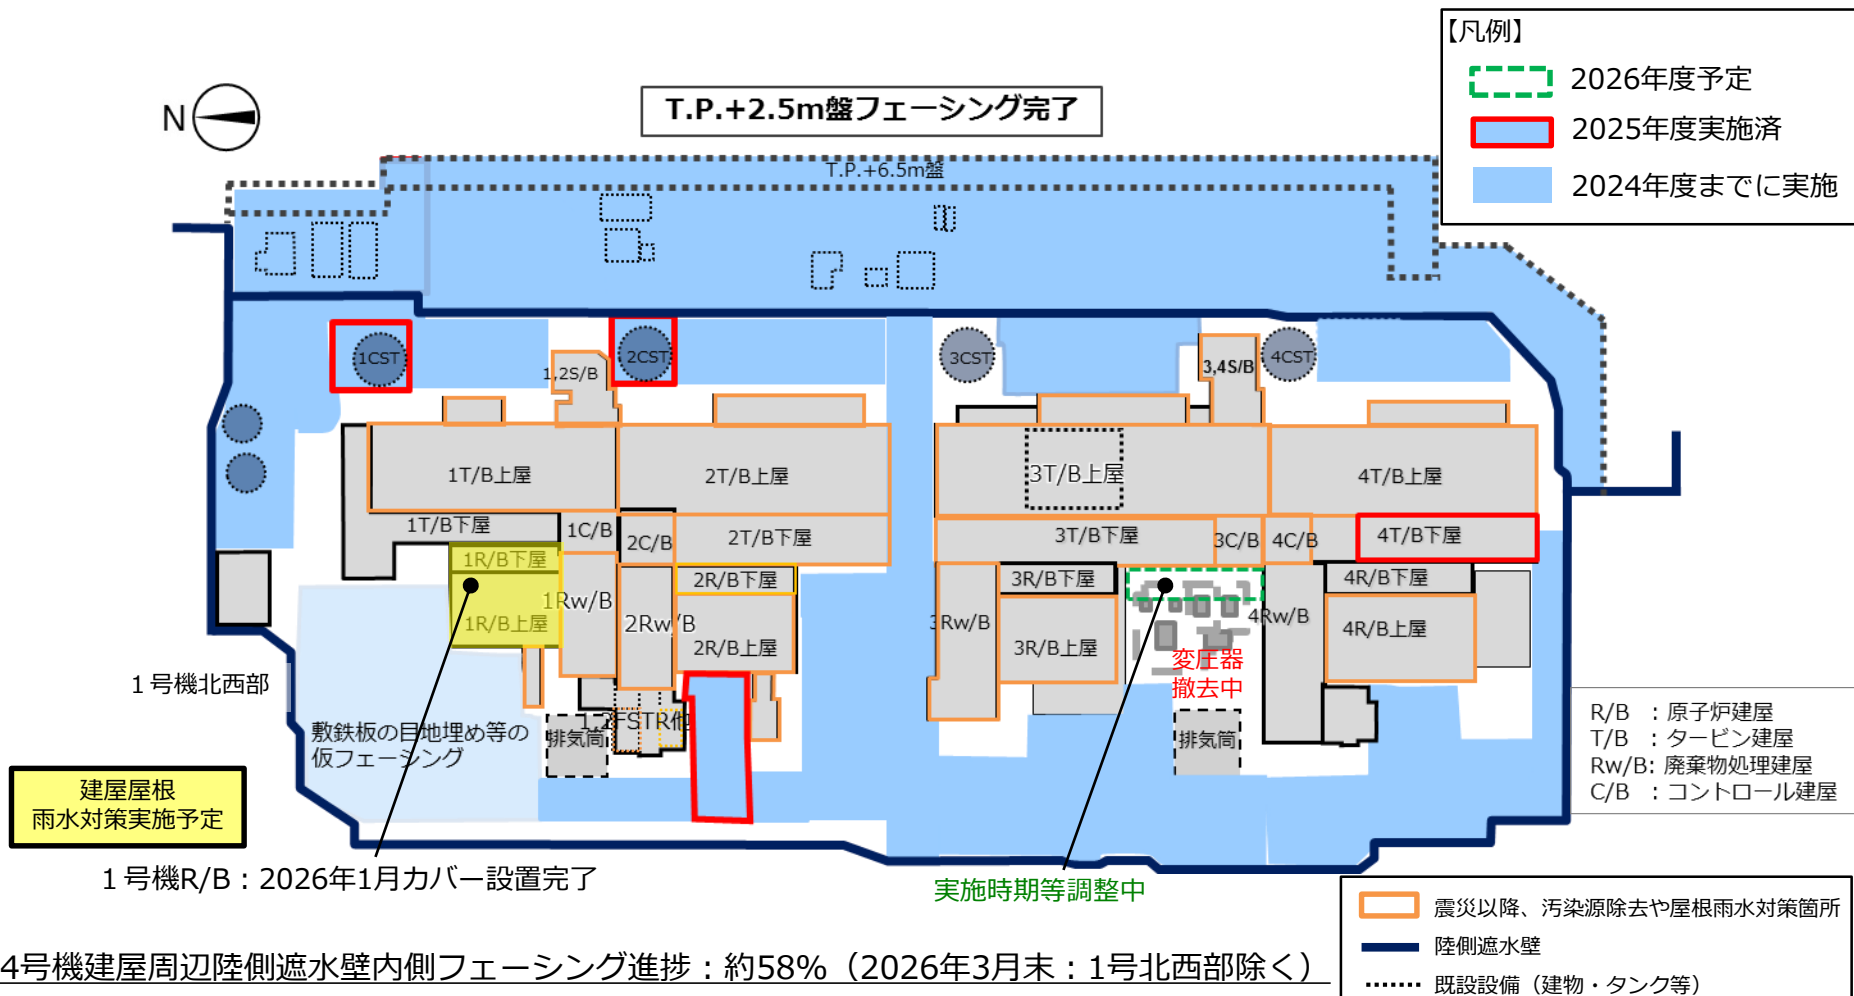 【凡例】
2026年度予定
2025年度実施済
2024年度までに実施
N
T.P.+2.5m盤フェーシング完了
T.P.+6.5m盤
1CST
2CST
3CST
4CST
1,2S/B
3,4S/B
1T/B上屋
2T/B上屋
3T/B上屋
4T/B上屋
1T/B下屋
1C/B
2C/B
2T/B下屋
3T/B下屋
3C/B
4C/B
4T/B下屋
1R/B下屋
2R/B下屋
3R/B下屋
4R/B下屋
1Rw/B
2Rw/B
3Rw/B
4Rw/B
1R/B上屋
2R/B上屋
3R/B上屋
4R/B上屋
変圧器
撤去中
1号機北西部
敷鉄板の目地埋め等の
仮フェーシング
1,2FSTR他
排気筒
排気筒
R/B :原子炉建屋
T/B :タービン建屋
Rw/B:廃棄物処理建屋
C/B :コントロール建屋
建屋屋根
雨水対策実施予定
1号機R/B:2026年1月カバー設置完了
実施時期等調整中
震災以降、汚染源除去や屋根雨水対策箇所
陸側遮水壁
既設設備(建物・タンク等)
4号機建屋周辺陸側遮水壁内側フェーシング進捗:約58%(2026年3月末:1号北西部除く)